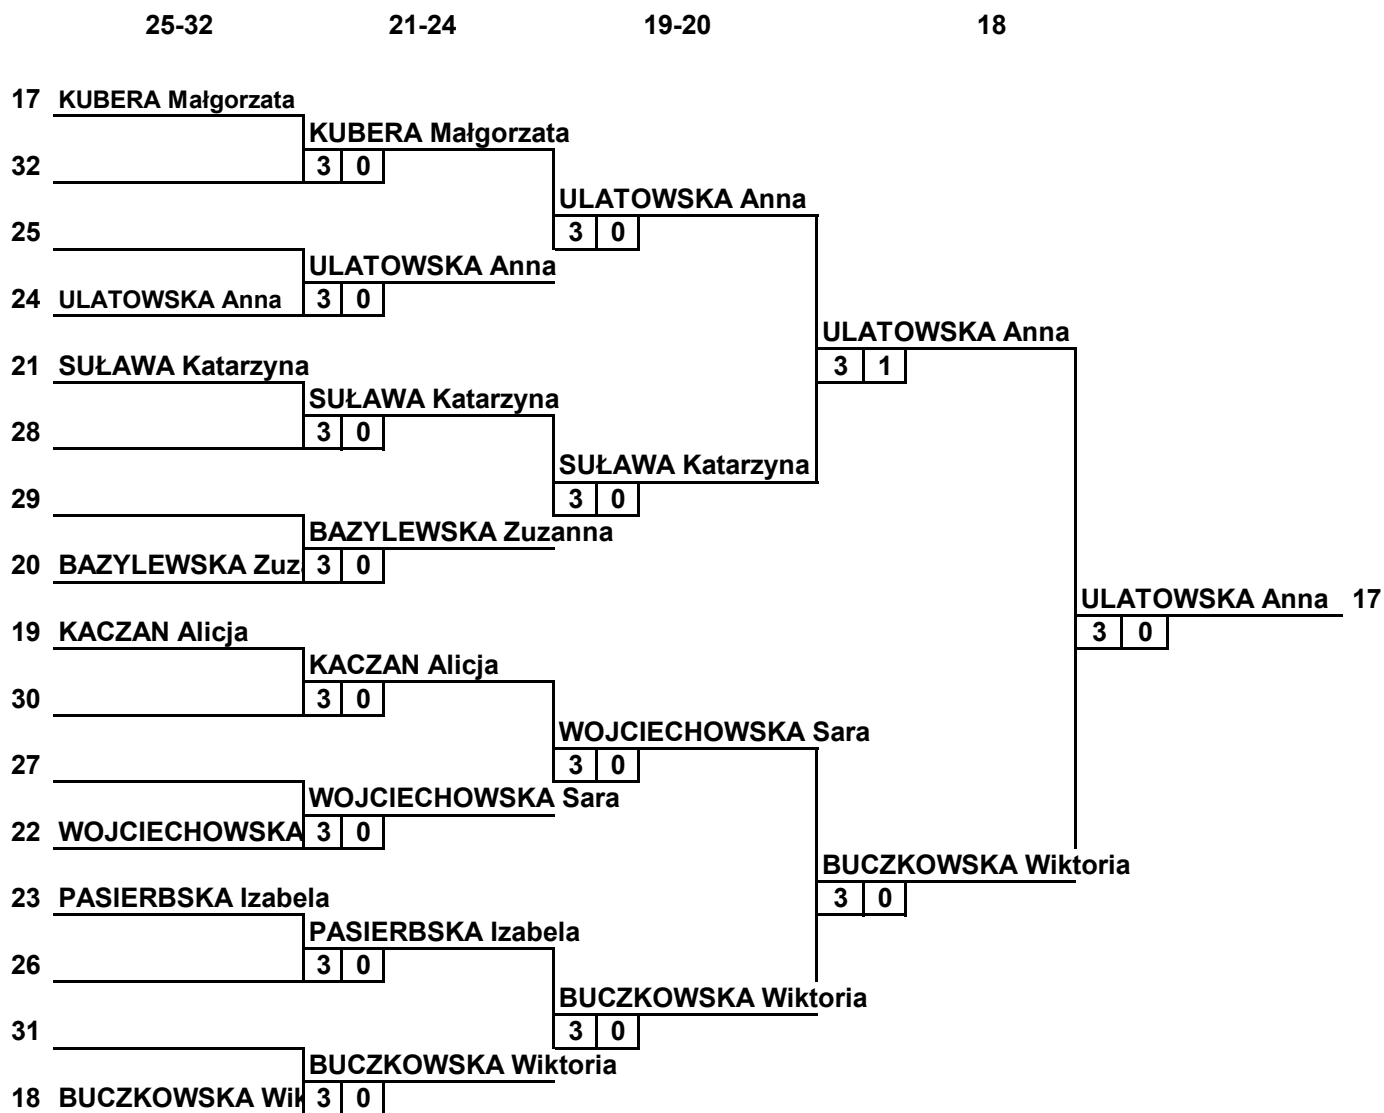 25-32 21-24 19-20 18
17 KUBERA Małgorzata
KUBERA Małgorzata
32 3 0
ULATOWSKA Anna
25 3 0
ULATOWSKA Anna
24 ULATOWSKA Anna 3 0
ULATOWSKA Anna
21 SUŁAWA Katarzyna 3 1
SUŁAWA Katarzyna
28 3 0
SUŁAWA Katarzyna
29 3 0
BAZYLEWSKA Zuzanna
20 BAZYLEWSKA Zuz 3 0
ULATOWSKA Anna 17
19 KACZAN Alicja 3 0
KACZAN Alicja
30 3 0
WOJCIECHOWSKA Sara
27 3 0
WOJCIECHOWSKA Sara
22 WOJCIECHOWSKA 3 0
BUCZKOWSKA Wiktoria
23 PASIERBSKA Izabela 3 0
PASIERBSKA Izabela
26 3 0
BUCZKOWSKA Wiktoria
31 3 0
BUCZKOWSKA Wiktoria
18 BUCZKOWSKA Wik 3 0